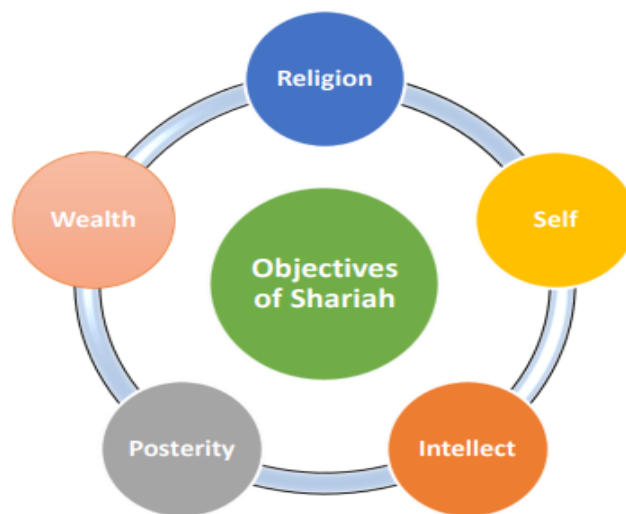 Religion
Self
Intellect
Posterity
Wealth
Objectives
of Shariah